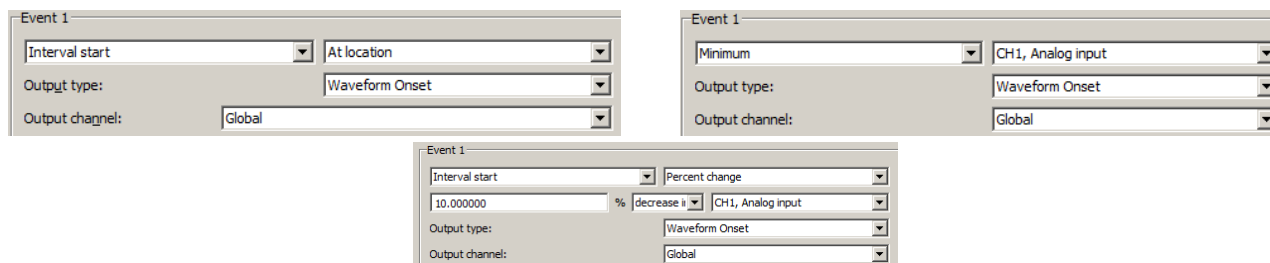 Event 1
Interval start At location
Output type: Waveform Onset
Output channel: Global
Event 1
Minimum CH1, Analog input
Output type: Waveform Onset
Output channel: Global
Event 1
Interval start Percent change
10.000000 % decrease i CH1, Analog input
Output type: Waveform Onset
Output channel: Global